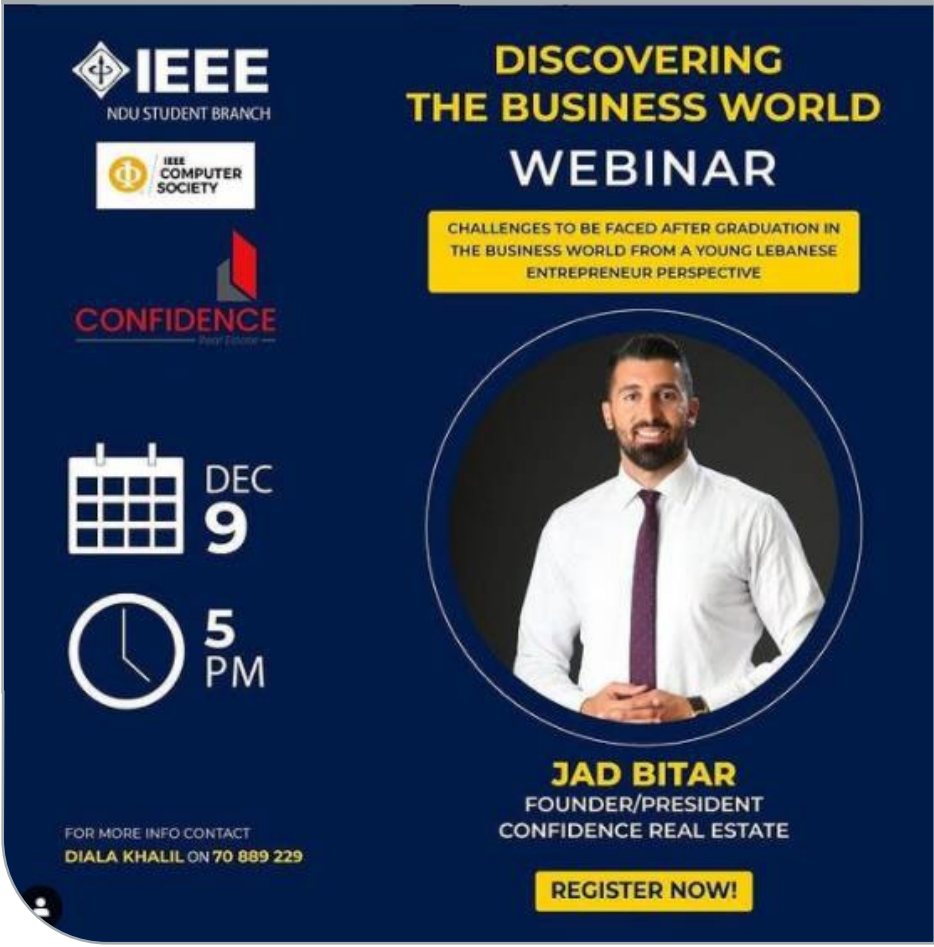 IEEE
NDU STUDENT BRANCH
IEEE
COMPUTER
SOCIETY
CONFIDENCE
Real Estate
DEC
9
5
PM
FOR MORE INFO CONTACT
DIALA KHALIL ON 70 889 229
DISCOVERING
THE BUSINESS WORLD
WEBINAR
CHALLENGES TO BE FACED AFTER GRADUATION IN
THE BUSINESS WORLD FROM A YOUNG LEBANESE
ENTREPRENEUR PERSPECTIVE
JAD BITAR
FOUNDER/PRESIDENT
CONFIDENCE REAL ESTATE
REGISTER NOW!